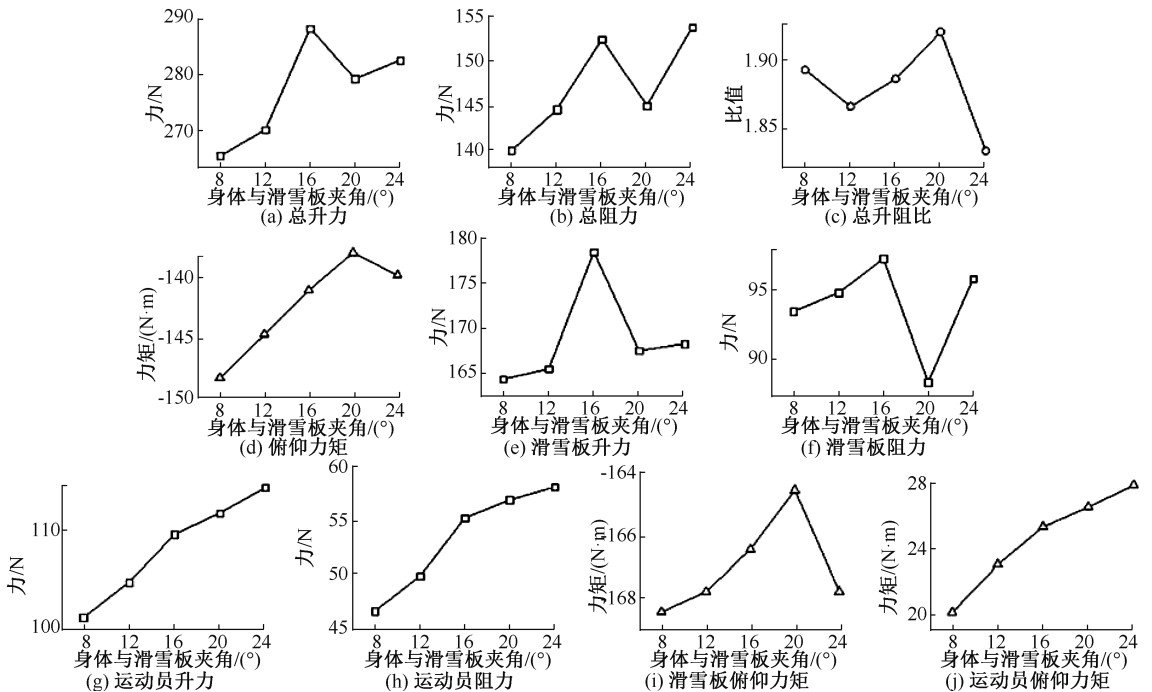 290
280
270
力/N
8 12 16 20 24
身体与滑雪板夹角/(°)
(a) 总升力
155
150
145
140
力/N
8 12 16 20 24
身体与滑雪板夹角/(°)
(b) 总阻力
1.90
1.85
比值
8 12 16 20 24
身体与滑雪板夹角/(°)
(c) 总升阻比
-140
-145
-150
力矩/(N·m)
8 12 16 20 24
身体与滑雪板夹角/(°)
(d) 俯仰力矩
180
175
170
165
力/N
8 12 16 20 24
身体与滑雪板夹角/(°)
(e) 滑雪板升力
95
90
力/N
8 12 16 20 24
身体与滑雪板夹角/(°)
(f) 滑雪板阻力
110
100
力/N
8 12 16 20 24
身体与滑雪板夹角/(°)
(g) 运动员升力
60
55
50
45
力/N
8 12 16 20 24
身体与滑雪板夹角/(°)
(h) 运动员阻力
-164
-166
-168
力矩/(N·m)
8 12 16 20 24
身体与滑雪板夹角/(°)
(i) 滑雪板俯仰力矩
28
24
20
力矩/(N·m)
8 12 16 20 24
身体与滑雪板夹角/(°)
(j) 运动员俯仰力矩